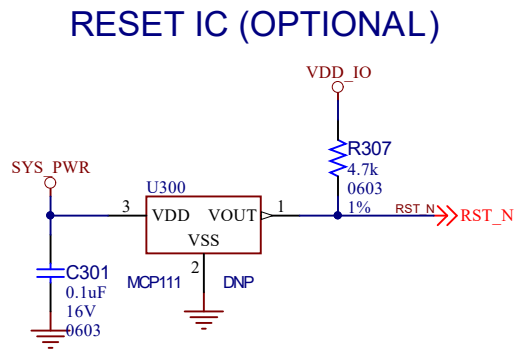 RESET IC (OPTIONAL)
VDD_IO
R307
4.7k
0603
1%
SYS_PWR
U300
3
VDD
VOUT
1
RST_N
RST_N
VSS
2
C301
0.1uF
16V
0603
MCP111
DNP